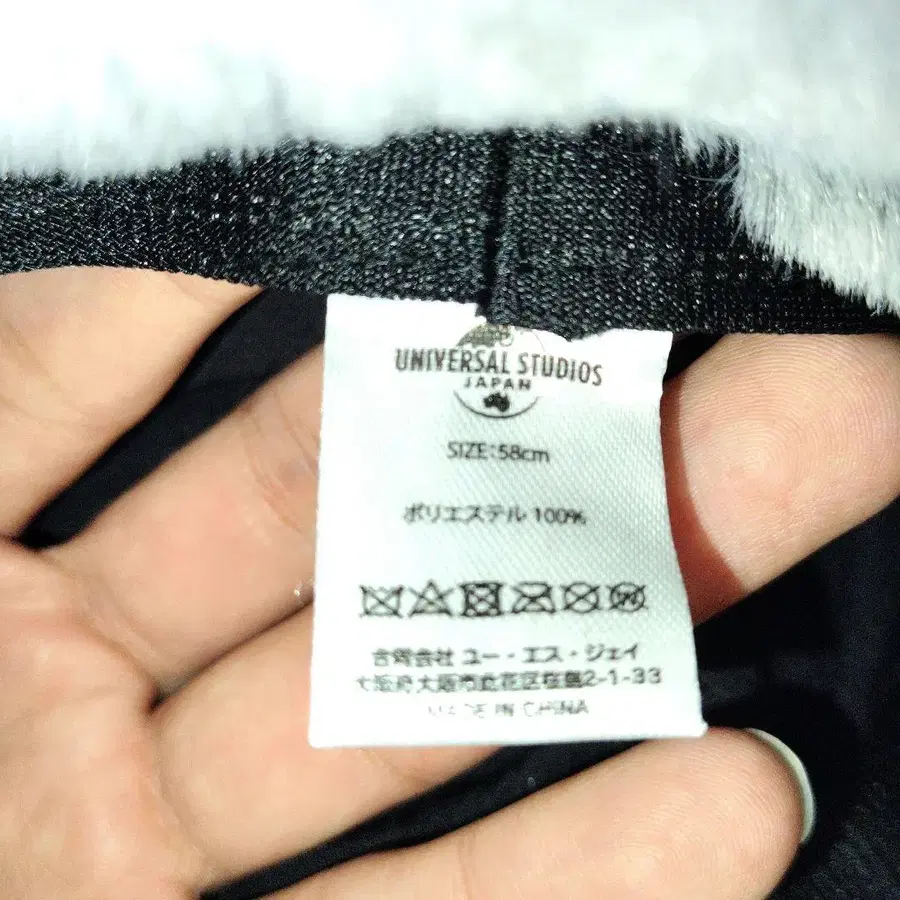 UNIVERSAL STUDIOS
JAPAN
SIZE:58cm
ポリエステル 100%
合同会社 ユー・エス・ジェイ
大阪府大阪市此花区桜島2-1-33
MADE IN CHINA